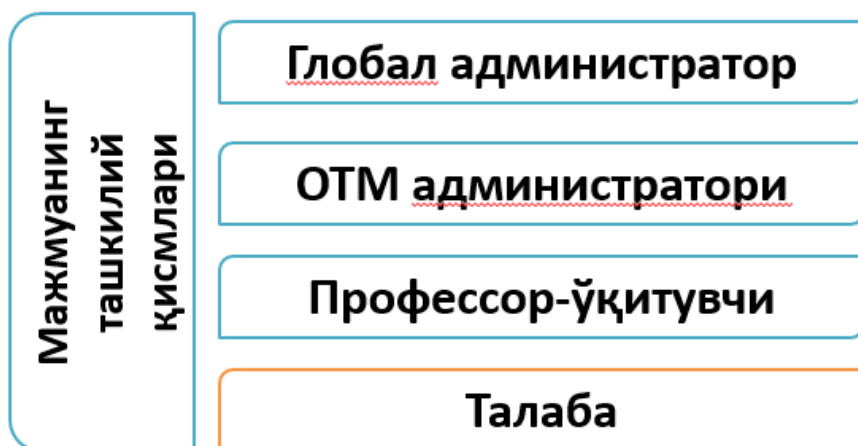 Мажмуанинг
ташкилий
қисмлари
Глобал администратор
ОТМ администратори
Профессор-ўқитувчи
Талаба